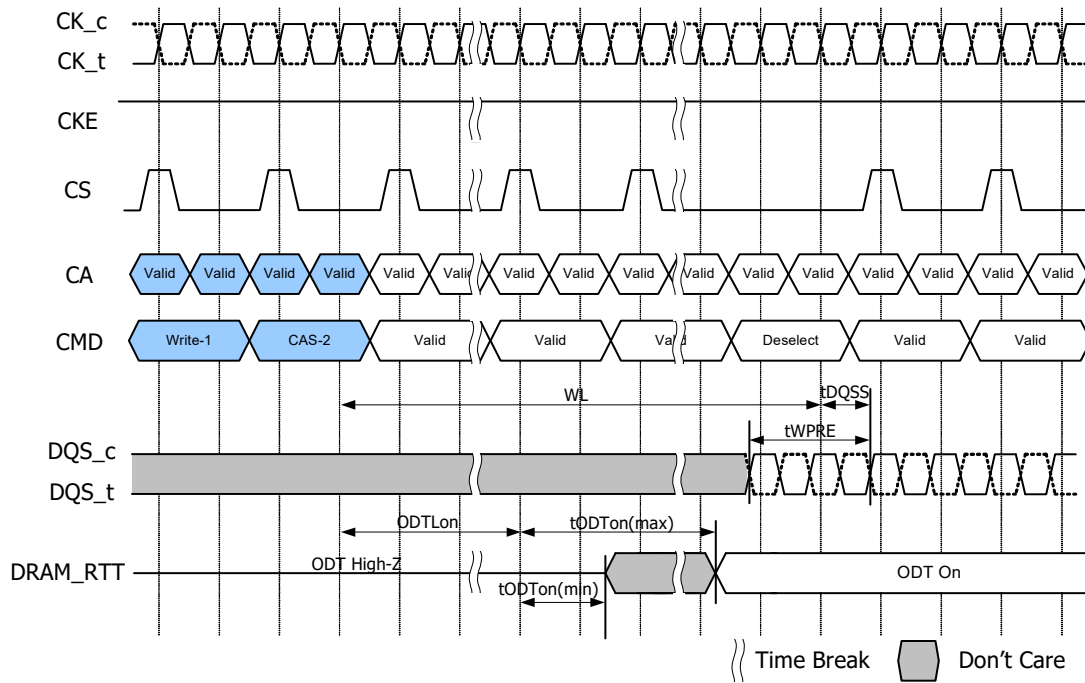 CK_c
CK_t
CKE
CS
CA Valid Valid Valid Valid Valid Valid Valid Valid Valid Valid Valid Valid Valid Valid Valid Valid
CMD Write-1 CAS-2 Valid Valid Valid Deselect Valid Valid
WL tDQSS
tWPRE
DQS_c
DQS_t
ODTLon tODTon(max)
DRAM_RTT ODT High-Z ODT On
tODTon(min)
Time Break Don't Care